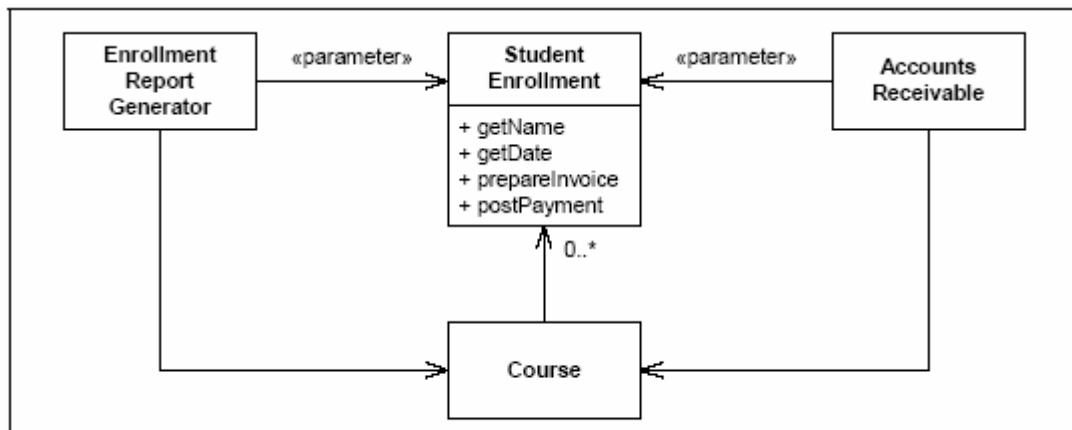 Enrollment
Report
Generator
«parameter»
Student
Enrollment
+ getName
+ getDate
+ prepareInvoice
+ postPayment
«parameter»
Accounts
Receivable
0..*
Course